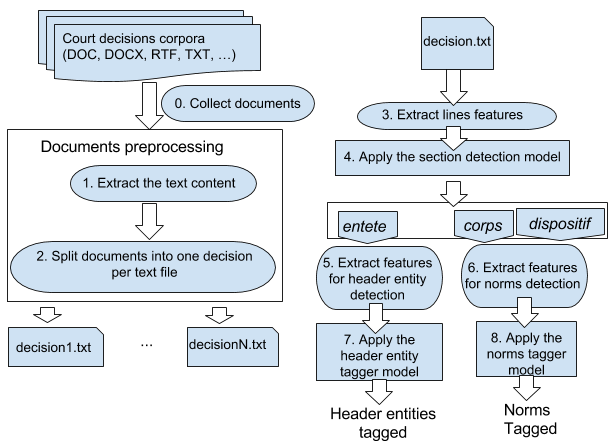 Court decisions corpora
(DOC, DOCX, RTF, TXT, …)
0. Collect documents
Documents preprocessing
1. Extract the text content
2. Split documents into one decision
per text file
decision1.txt
...
decisionN.txt
decision.txt
3. Extract lines features
4. Apply the section detection model
entete
corps
dispositif
5. Extract features
for header entity
detection
6. Extract features
for norms detection
7. Apply the
header entity
tagger model
8. Apply the
norms tagger
model
Header entities
tagged
Norms
Tagged